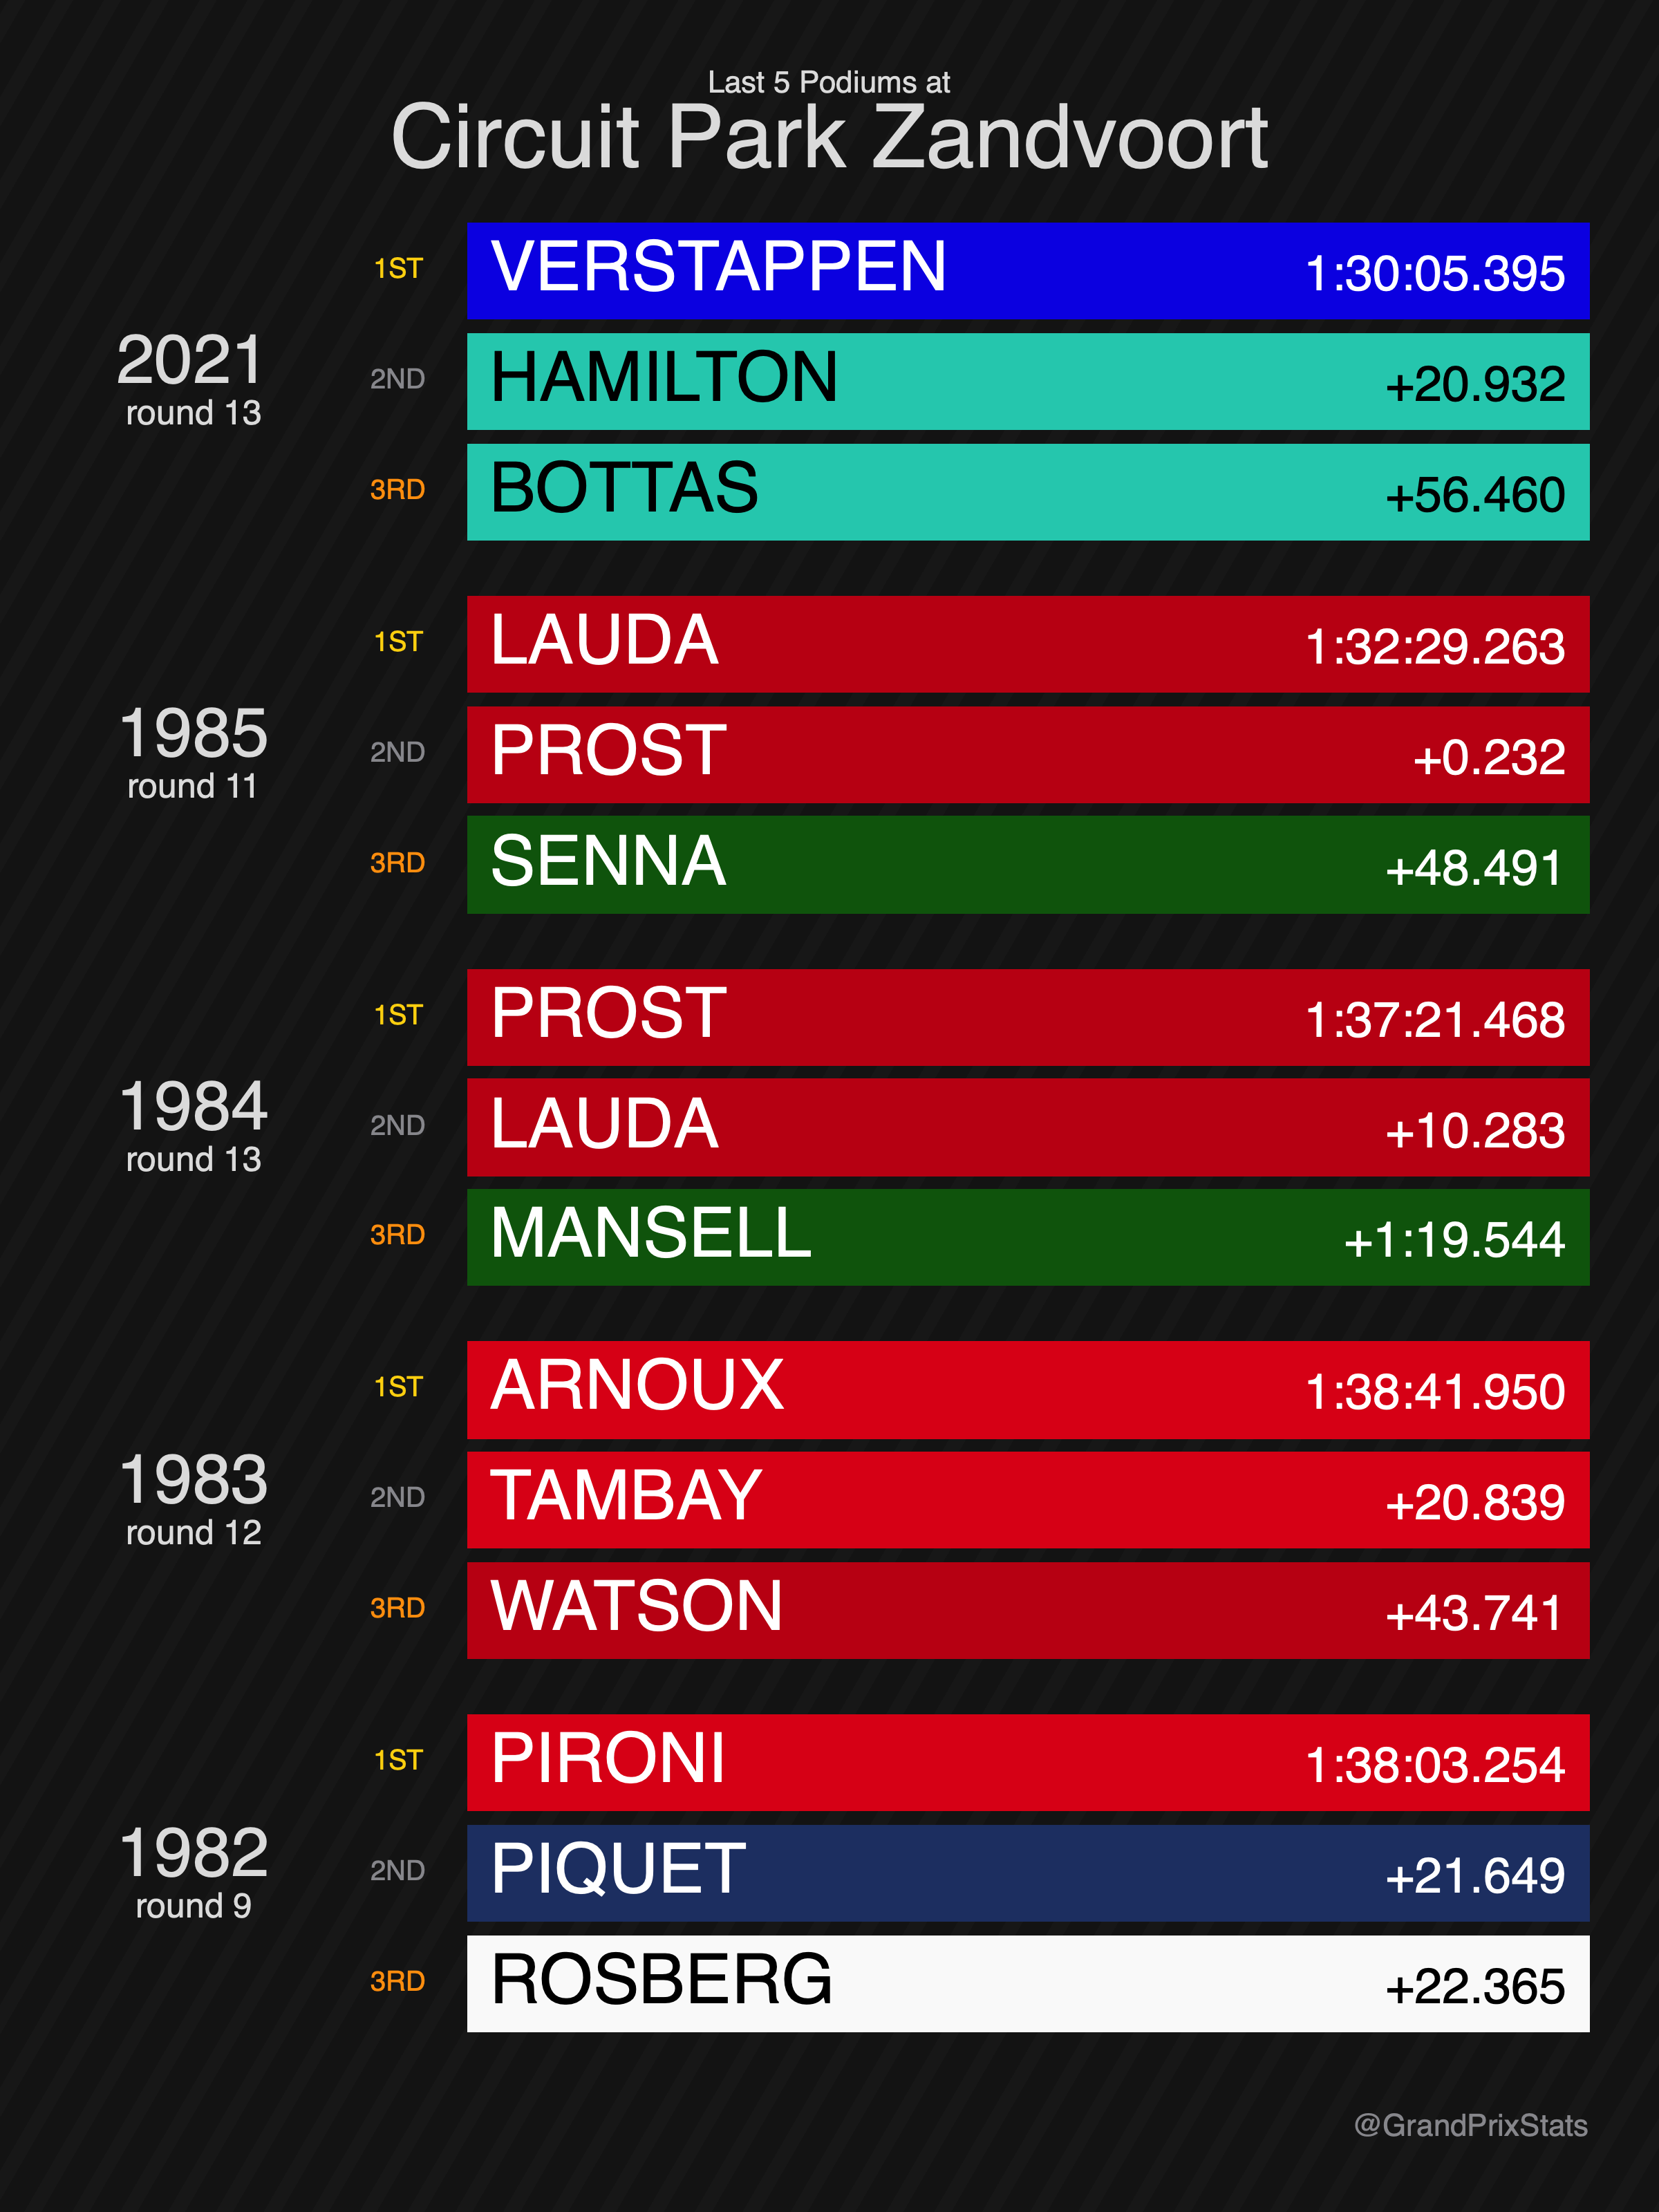 Last 5 Podiums at
Circuit Park Zandvoort
2021
round 13
1ST VERSTAPPEN 1:30:05.395
2ND HAMILTON +20.932
3RD BOTTAS +56.460
1985
round 11
1ST LAUDA 1:32:29.263
2ND PROST +0.232
3RD SENNA +48.491
1984
round 13
1ST PROST 1:37:21.468
2ND LAUDA +10.283
3RD MANSELL +1:19.544
1983
round 12
1ST ARNOUX 1:38:41.950
2ND TAMBAY +20.839
3RD WATSON +43.741
1982
round 9
1ST PIRONI 1:38:03.254
2ND PIQUET +21.649
3RD ROSBERG +22.365
@GrandPrixStats